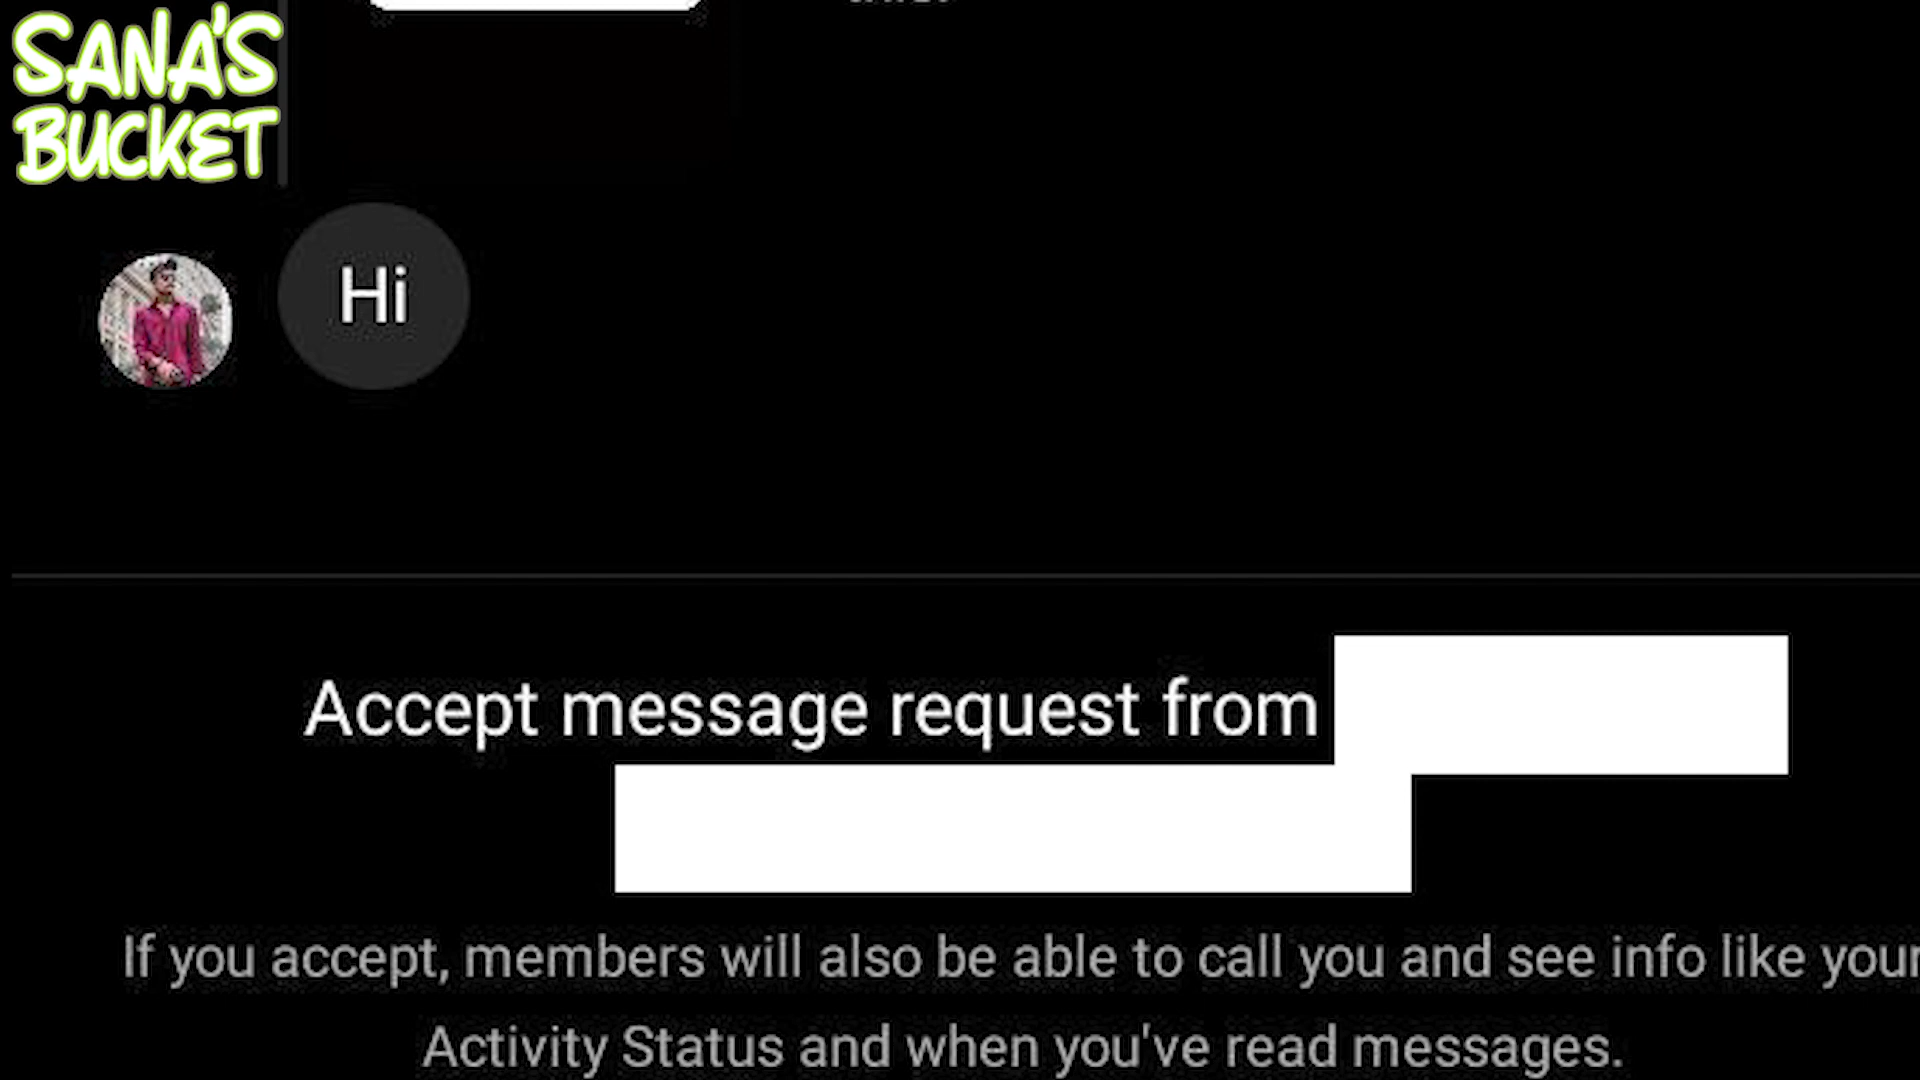 SANA'S
BUCKET
Hi
Accept message request from
If you accept, members will also be able to call you and see info like your
Activity Status and when you've read messages.